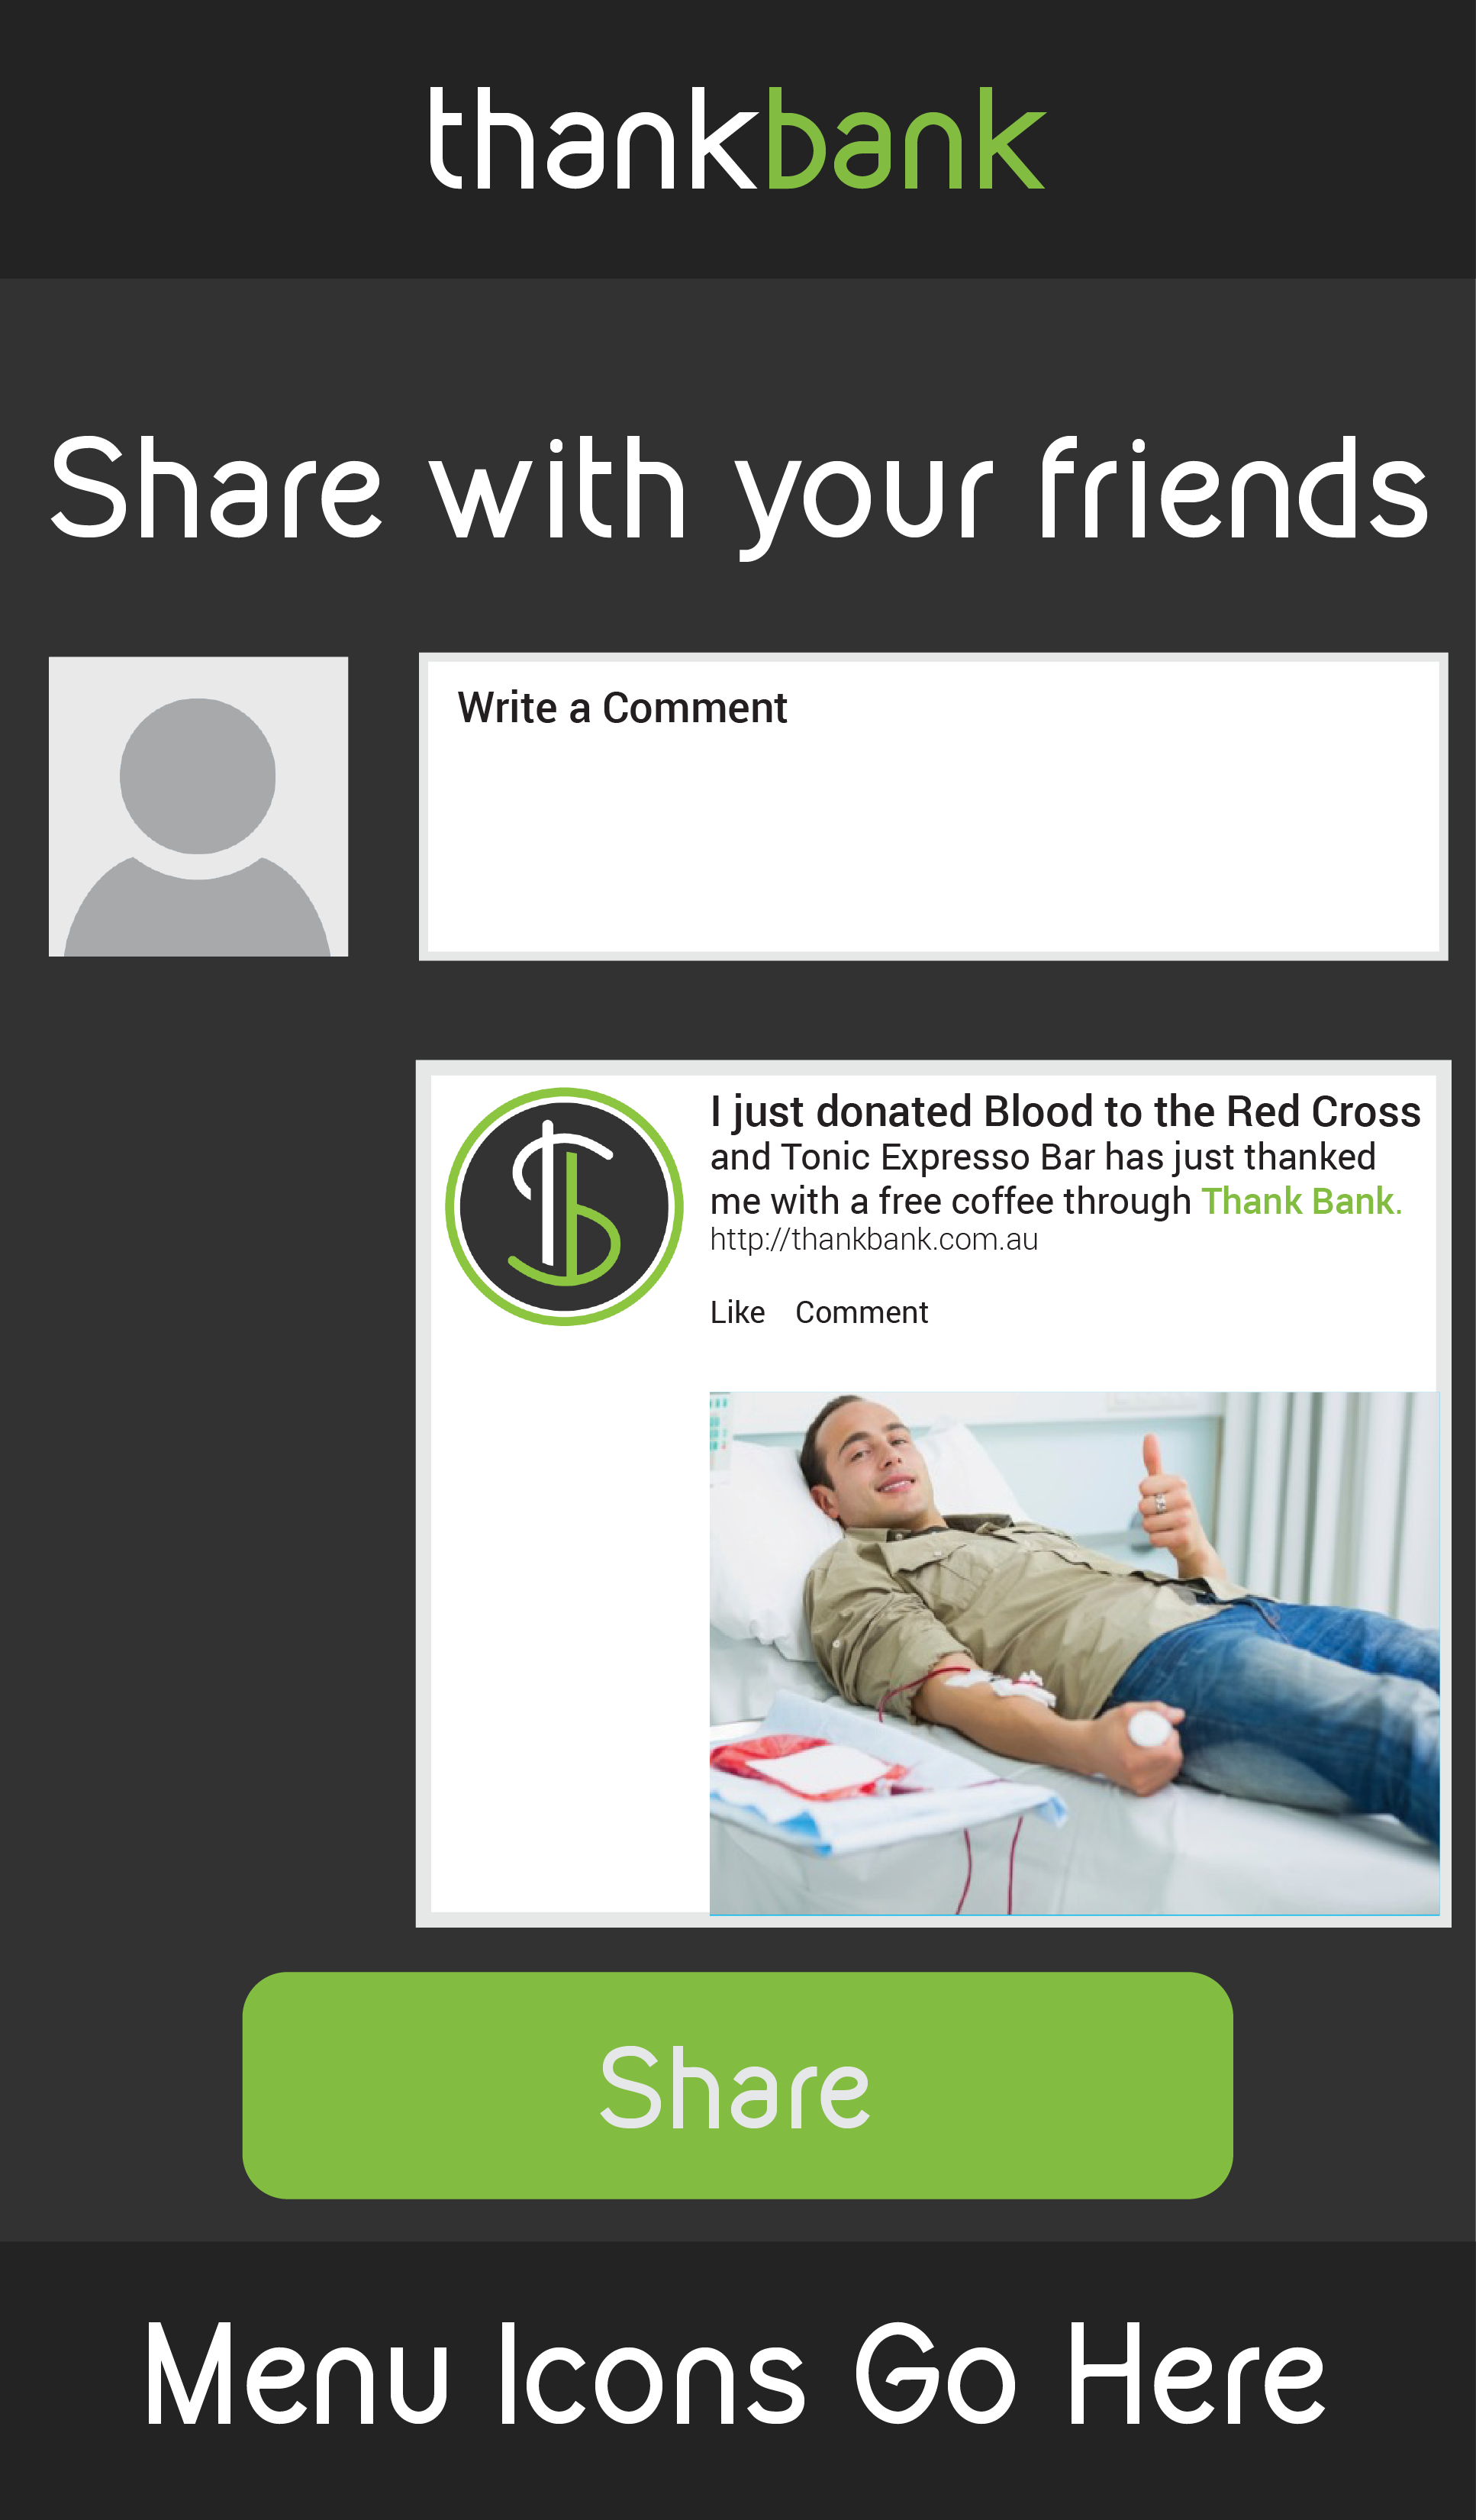 thankbank
Share with your friends
Write a Comment
I just donated Blood to the Red Cross
and Tonic Expresso Bar has just thanked
me with a free coffee through Thank Bank.
http://thankbank.com.au
Like Comment
Share
Menu Icons Go Here